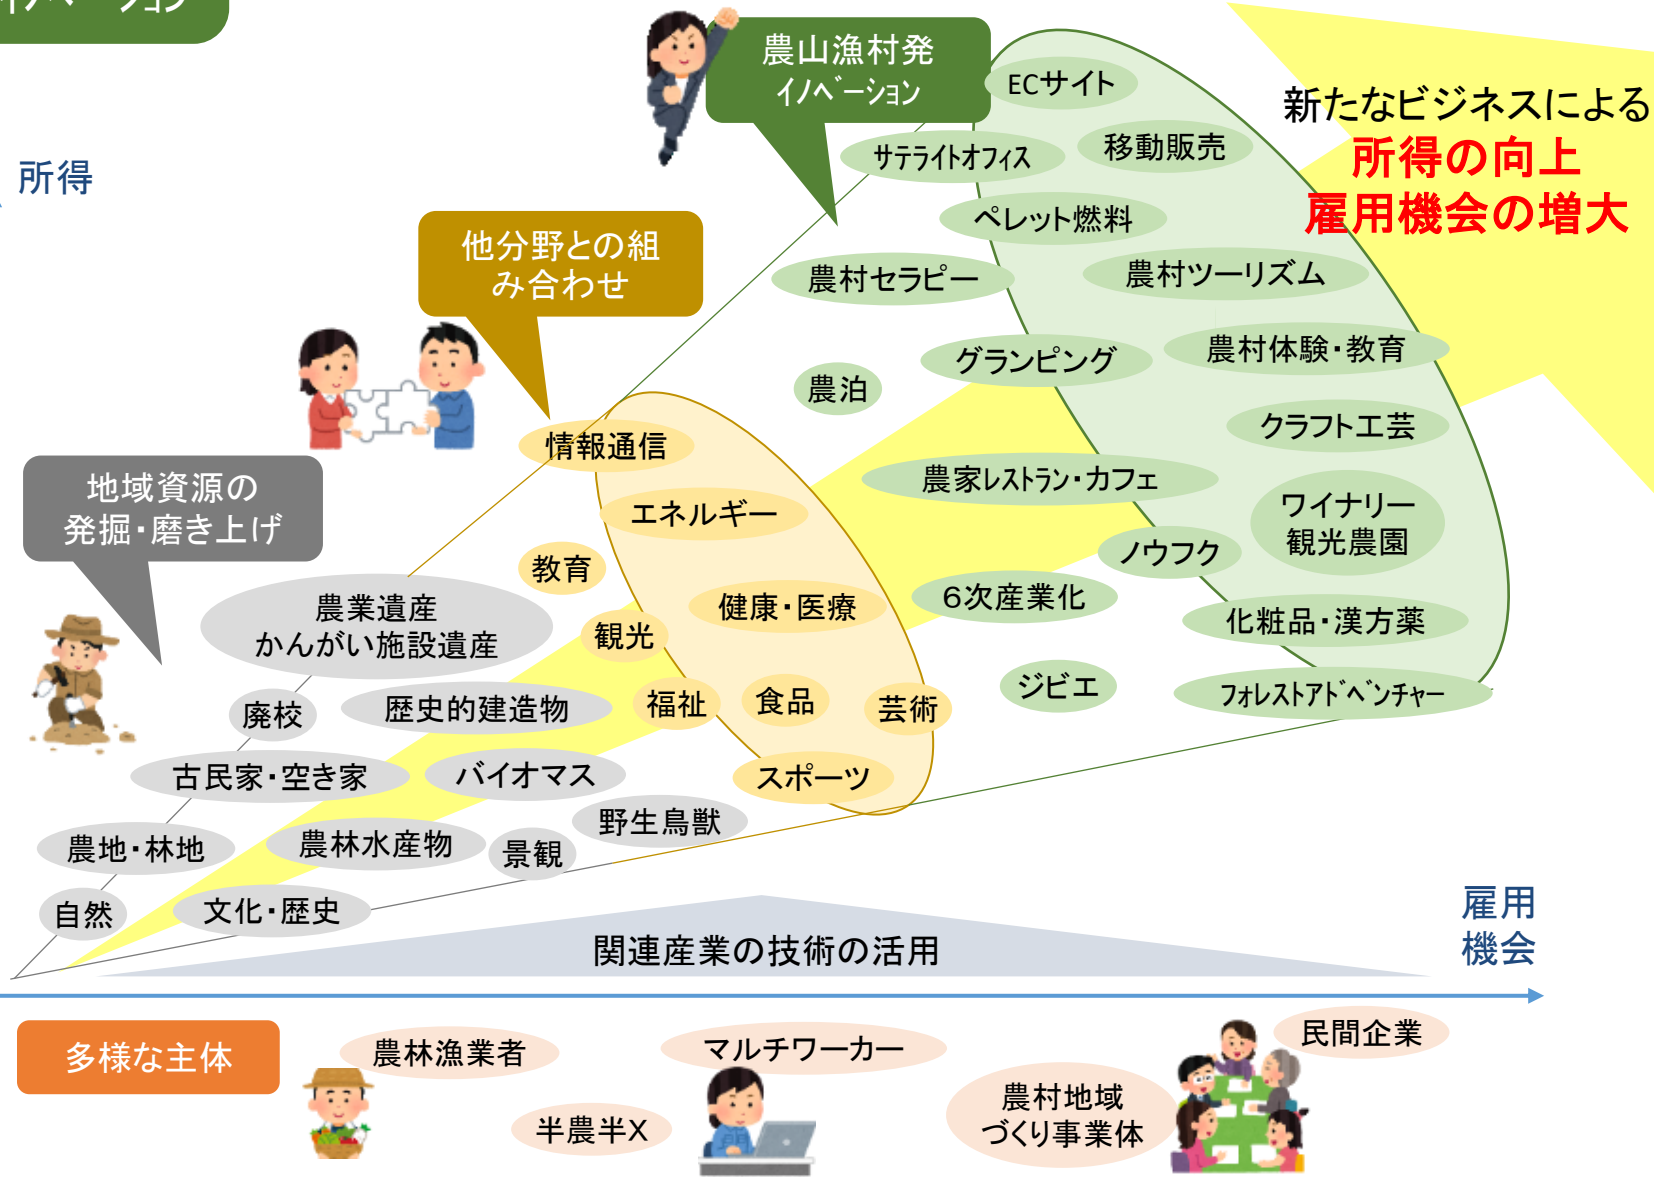 農山漁村発
イノベーション
ECサイト
新たなビジネスによる
所得の向上
雇用機会の増大
サテライトオフィス
移動販売
所得
ペレット燃料
他分野との組
み合わせ
農村セラピー
農村ツーリズム
グランピング
農村体験・教育
農泊
クラフト工芸
情報通信
農家レストラン・カフェ
地域資源の
発掘・磨き上げ
エネルギー
ワイナリー
観光農園
ノウフク
教育
6次産業化
健康・医療
農業遺産
かんがい施設遺産
観光
化粧品・漢方薬
ジビエ
フォレストアドベンチャー
廃校
歴史的建造物
福祉
食品
芸術
古民家・空き家
バイオマス
スポーツ
野生鳥獣
農地・林地
農林水産物
景観
自然
文化・歴史
雇用
機会
関連産業の技術の活用
多様な主体
農林漁業者
マルチワーカー
民間企業
半農半X
農村地域
づくり事業体